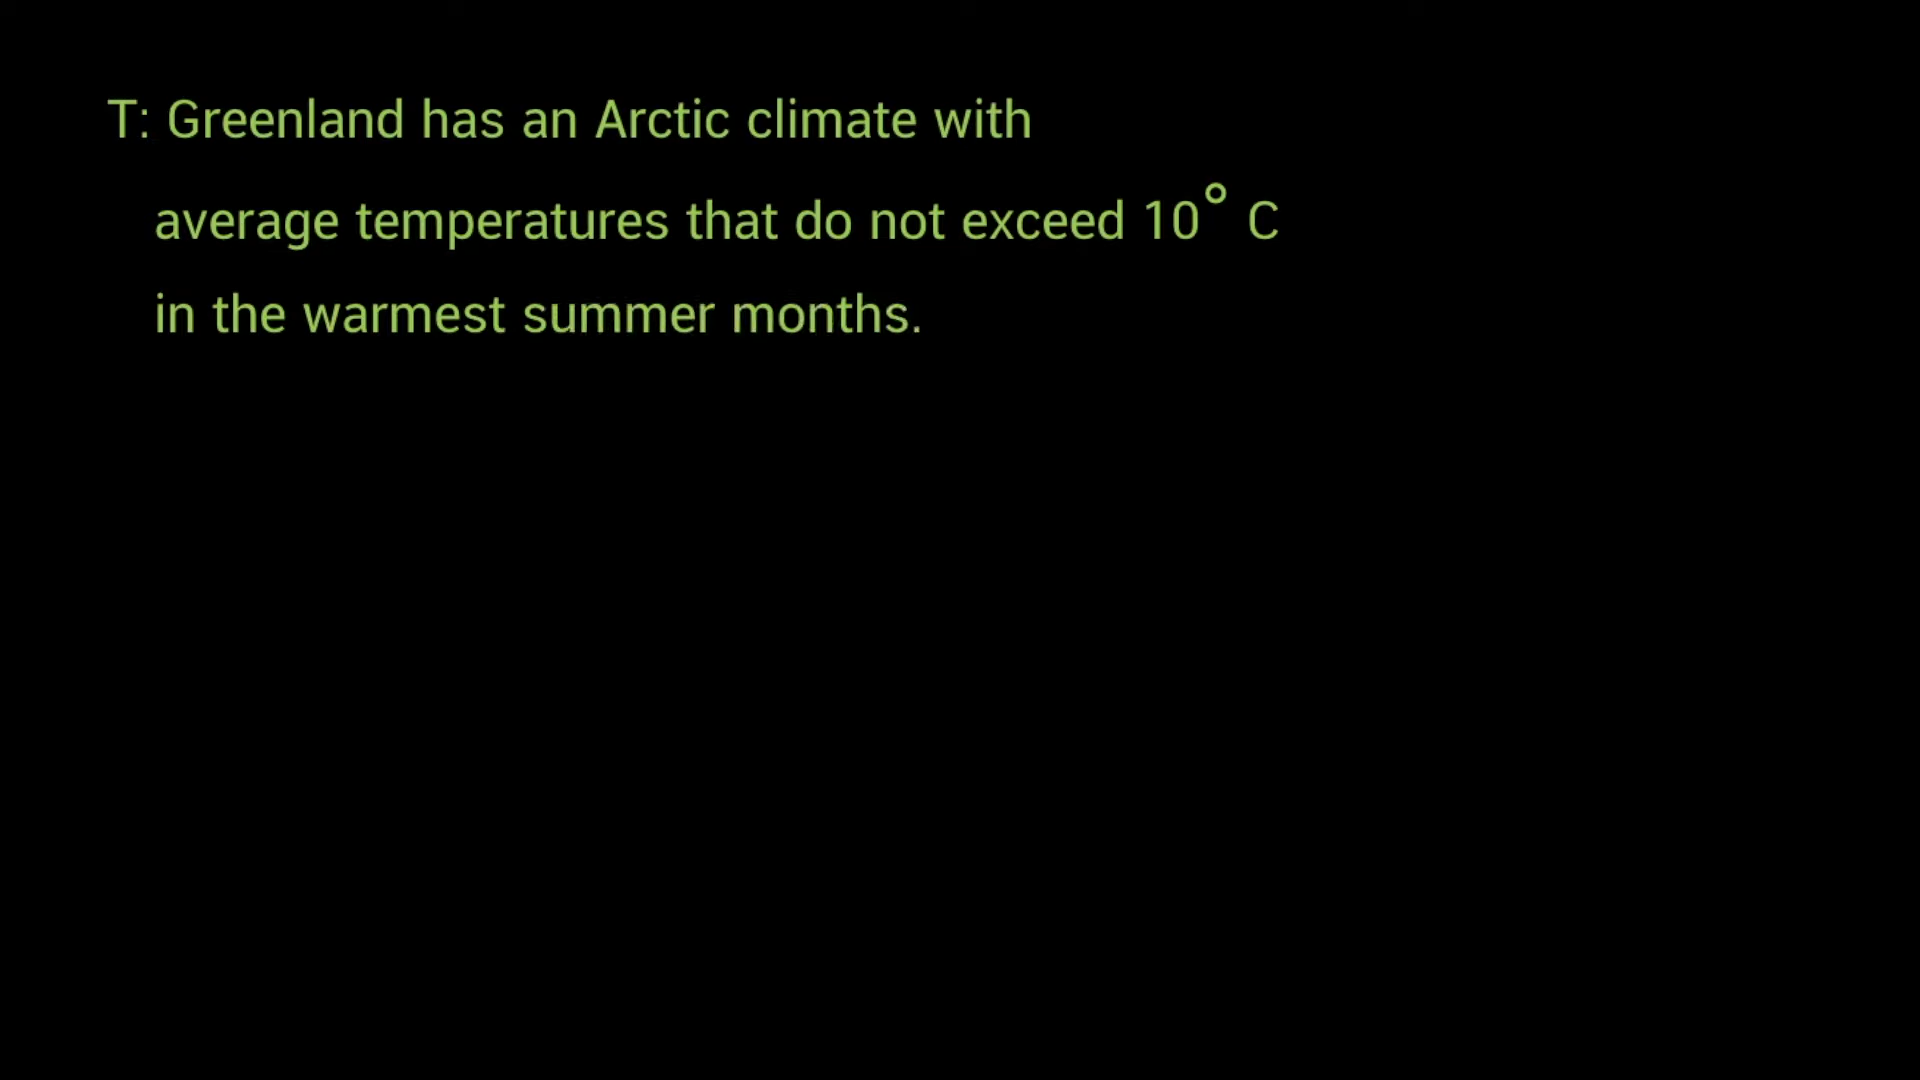 T: Greenland has an Arctic climate with
average temperatures that do not exceed 10° C
in the warmest summer months.